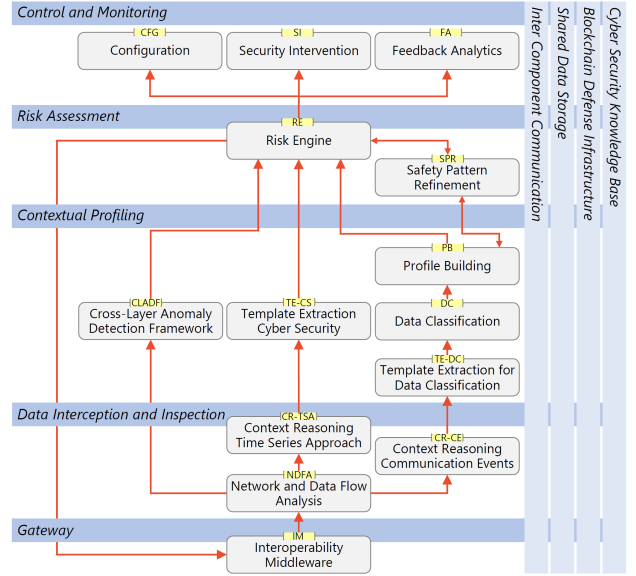 Control and Monitoring
CFG
Configuration
SI
Security Intervention
FA
Feedback Analytics
Risk Assessment
RE
Risk Engine
SPR
Safety Pattern
Refinement
Contextual Profiling
PB
Profile Building
CLADF
Cross-Layer Anomaly
Detection Framework
TE-CS
Template Extraction
Cyber Security
DC
Data Classification
TE-DC
Template Extraction for
Data Classification
Data Interception and Inspection
CR-TSA
Context Reasoning
Time Series Approach
CR-CE
Context Reasoning
Communication Events
NDFA
Network and Data Flow
Analysis
Gateway
IM
Interoperability
Middleware
Inter Component Communication
Shared Data Storage
Blockchain Defense Infrastructure
Cyber Security Knowledge Base